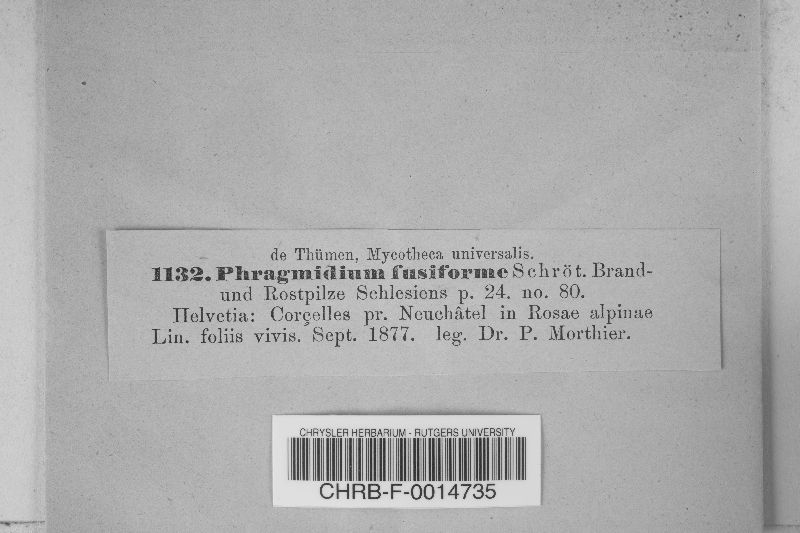 de Thümen, Mycotheca universalis.
1132. Phragmidium fusiforme Schröt. Brand-
und Rostpilze Schlesiens p. 24. no. 80.
Helvetia: Corçelles pr. Neuchâtel in Rosae alpinae
Lin. foliis vivis. Sept. 1877. leg. Dr. P. Morthier.
CHRYSLER HERBARIUM - RUTGERS UNIVERSITY
CHRB-F-0014735